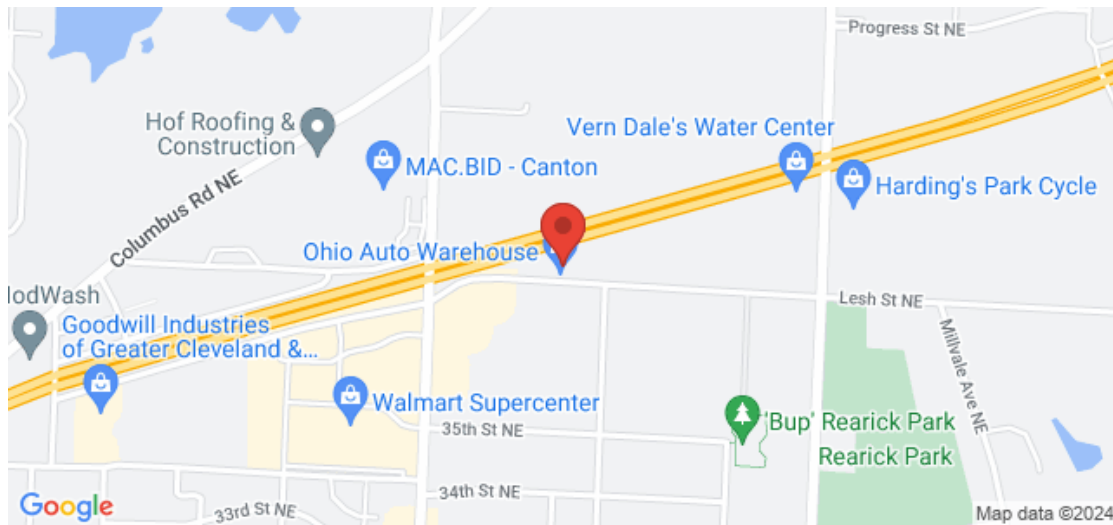 Progress St NE
Hof Roofing &
Construction
Vern Dale's Water Center
MAC.BID - Canton
Harding's Park Cycle
Columbus Rd NE
Ohio Auto Warehouse
Lesh St NE
Goodwill Industries
of Greater Cleveland &...
Millvale Ave NE
Walmart Supercenter
35th St NE
'Bup' Rearick Park
Rearick Park
34th St NE
33rd St NE
Google
Map data ©2024